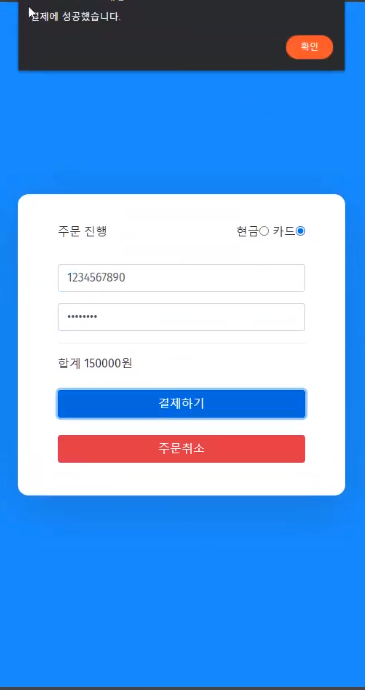 결제에 성공했습니다.
확인
주문 진행
현금 카드
1234567890
••••••••
합계 150000원
결제하기
주문취소